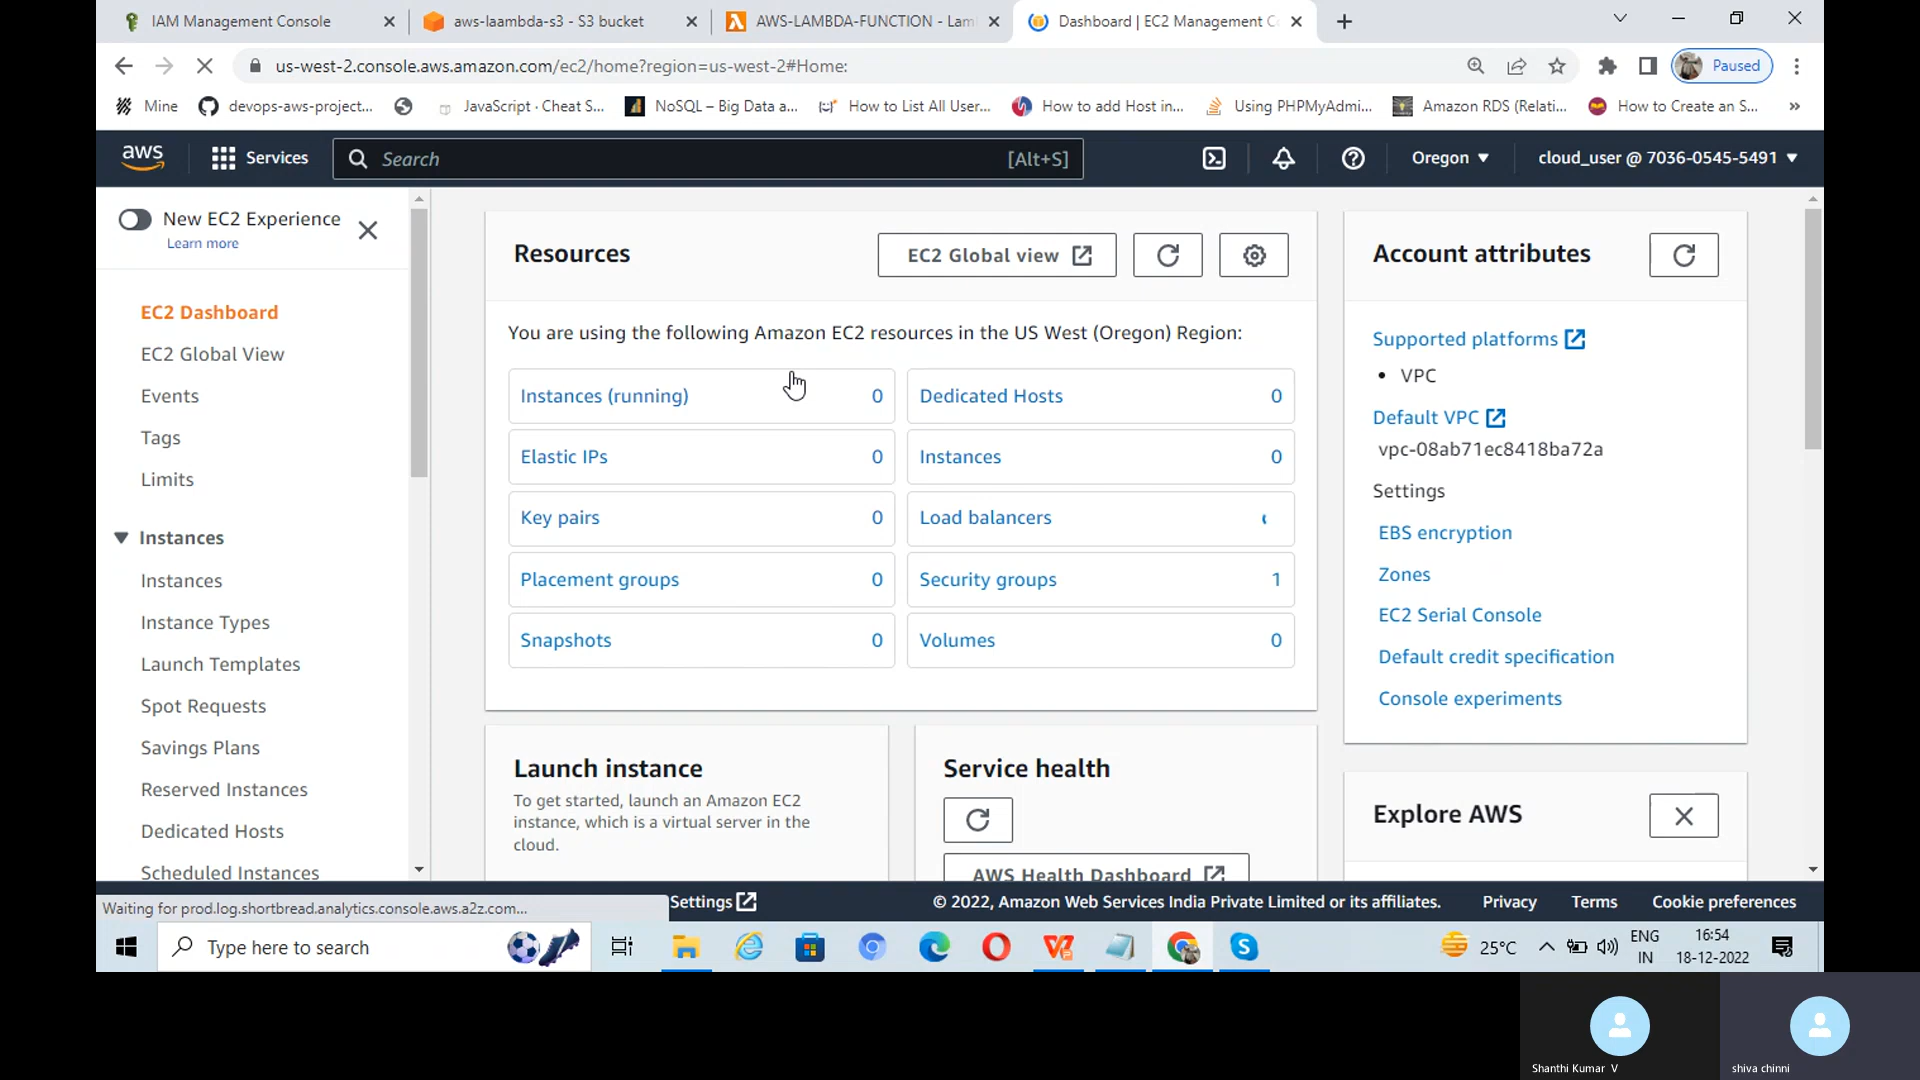 IAM Management Console
aws-laambda-s3 - S3 bucket
AWS-LAMBDA-FUNCTION - Lam
Dashboard | EC2 Management C
us-west-2.console.aws.amazon.com/ec2/home?region=us-west-2#Home:
Paused
Mine
devops-aws-project...
JavaScript · Cheat S...
NoSQL – Big Data a...
How to List All User...
How to add Host in...
Using PHPMyAdmi...
Amazon RDS (Relati...
How to Create an S...
»
aws
Services
Search
[Alt+S]
Oregon
cloud_user @ 7036-0545-5491
New EC2 Experience
Learn more
EC2 Dashboard
EC2 Global View
Events
Tags
Limits
Instances
Instances
Instance Types
Launch Templates
Spot Requests
Savings Plans
Reserved Instances
Dedicated Hosts
Scheduled Instances
Resources
EC2 Global view
You are using the following Amazon EC2 resources in the US West (Oregon) Region:
Instances (running) 0
Dedicated Hosts 0
Elastic IPs 0
Instances 0
Key pairs 0
Load balancers
Placement groups 0
Security groups 1
Snapshots 0
Volumes 0
Launch instance
To get started, launch an Amazon EC2
instance, which is a virtual server in the
cloud.
Service health
AWS Health Dashboard
Account attributes
Supported platforms
• VPC
Default VPC
vpc-08ab71ec8418ba72a
Settings
EBS encryption
Zones
EC2 Serial Console
Default credit specification
Console experiments
Explore AWS
Waiting for prod.log.shortbread.analytics.console.aws.a2z.com...
Settings
© 2022, Amazon Web Services India Private Limited or its affiliates.
Privacy
Terms
Cookie preferences
Type here to search
25°C
ENG
IN
16:54
18-12-2022
Shanthi Kumar V
shiva chinni